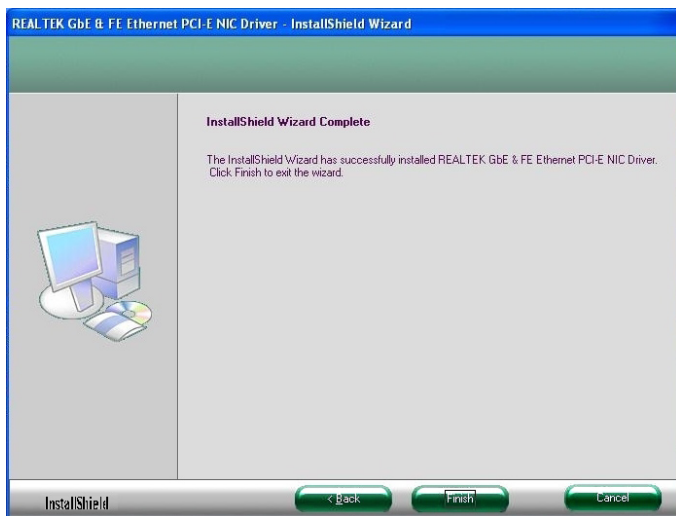 REALTEK GbE & FE Ethernet PCI-E NIC Driver - InstallShield Wizard
InstallShield Wizard Complete
The InstallShield Wizard has successfully installed REALTEK GbE & FE Ethernet PCI-E NIC Driver.
Click Finish to exit the wizard.
InstallShield
< Back
Finish
Cancel